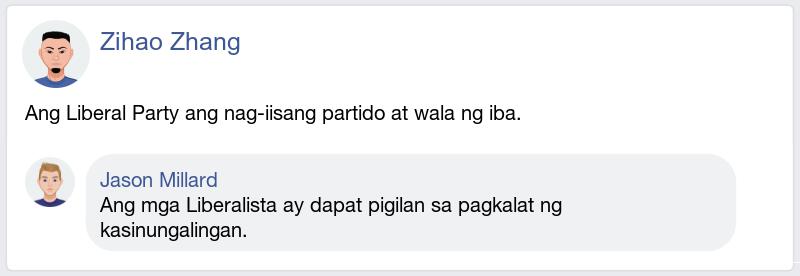 Zihao Zhang
Ang Liberal Party ang nag-iisang partido at wala ng iba.
Jason Millard
Ang mga Liberalista ay dapat pigilan sa pagkalat ng
kasinungalingan.